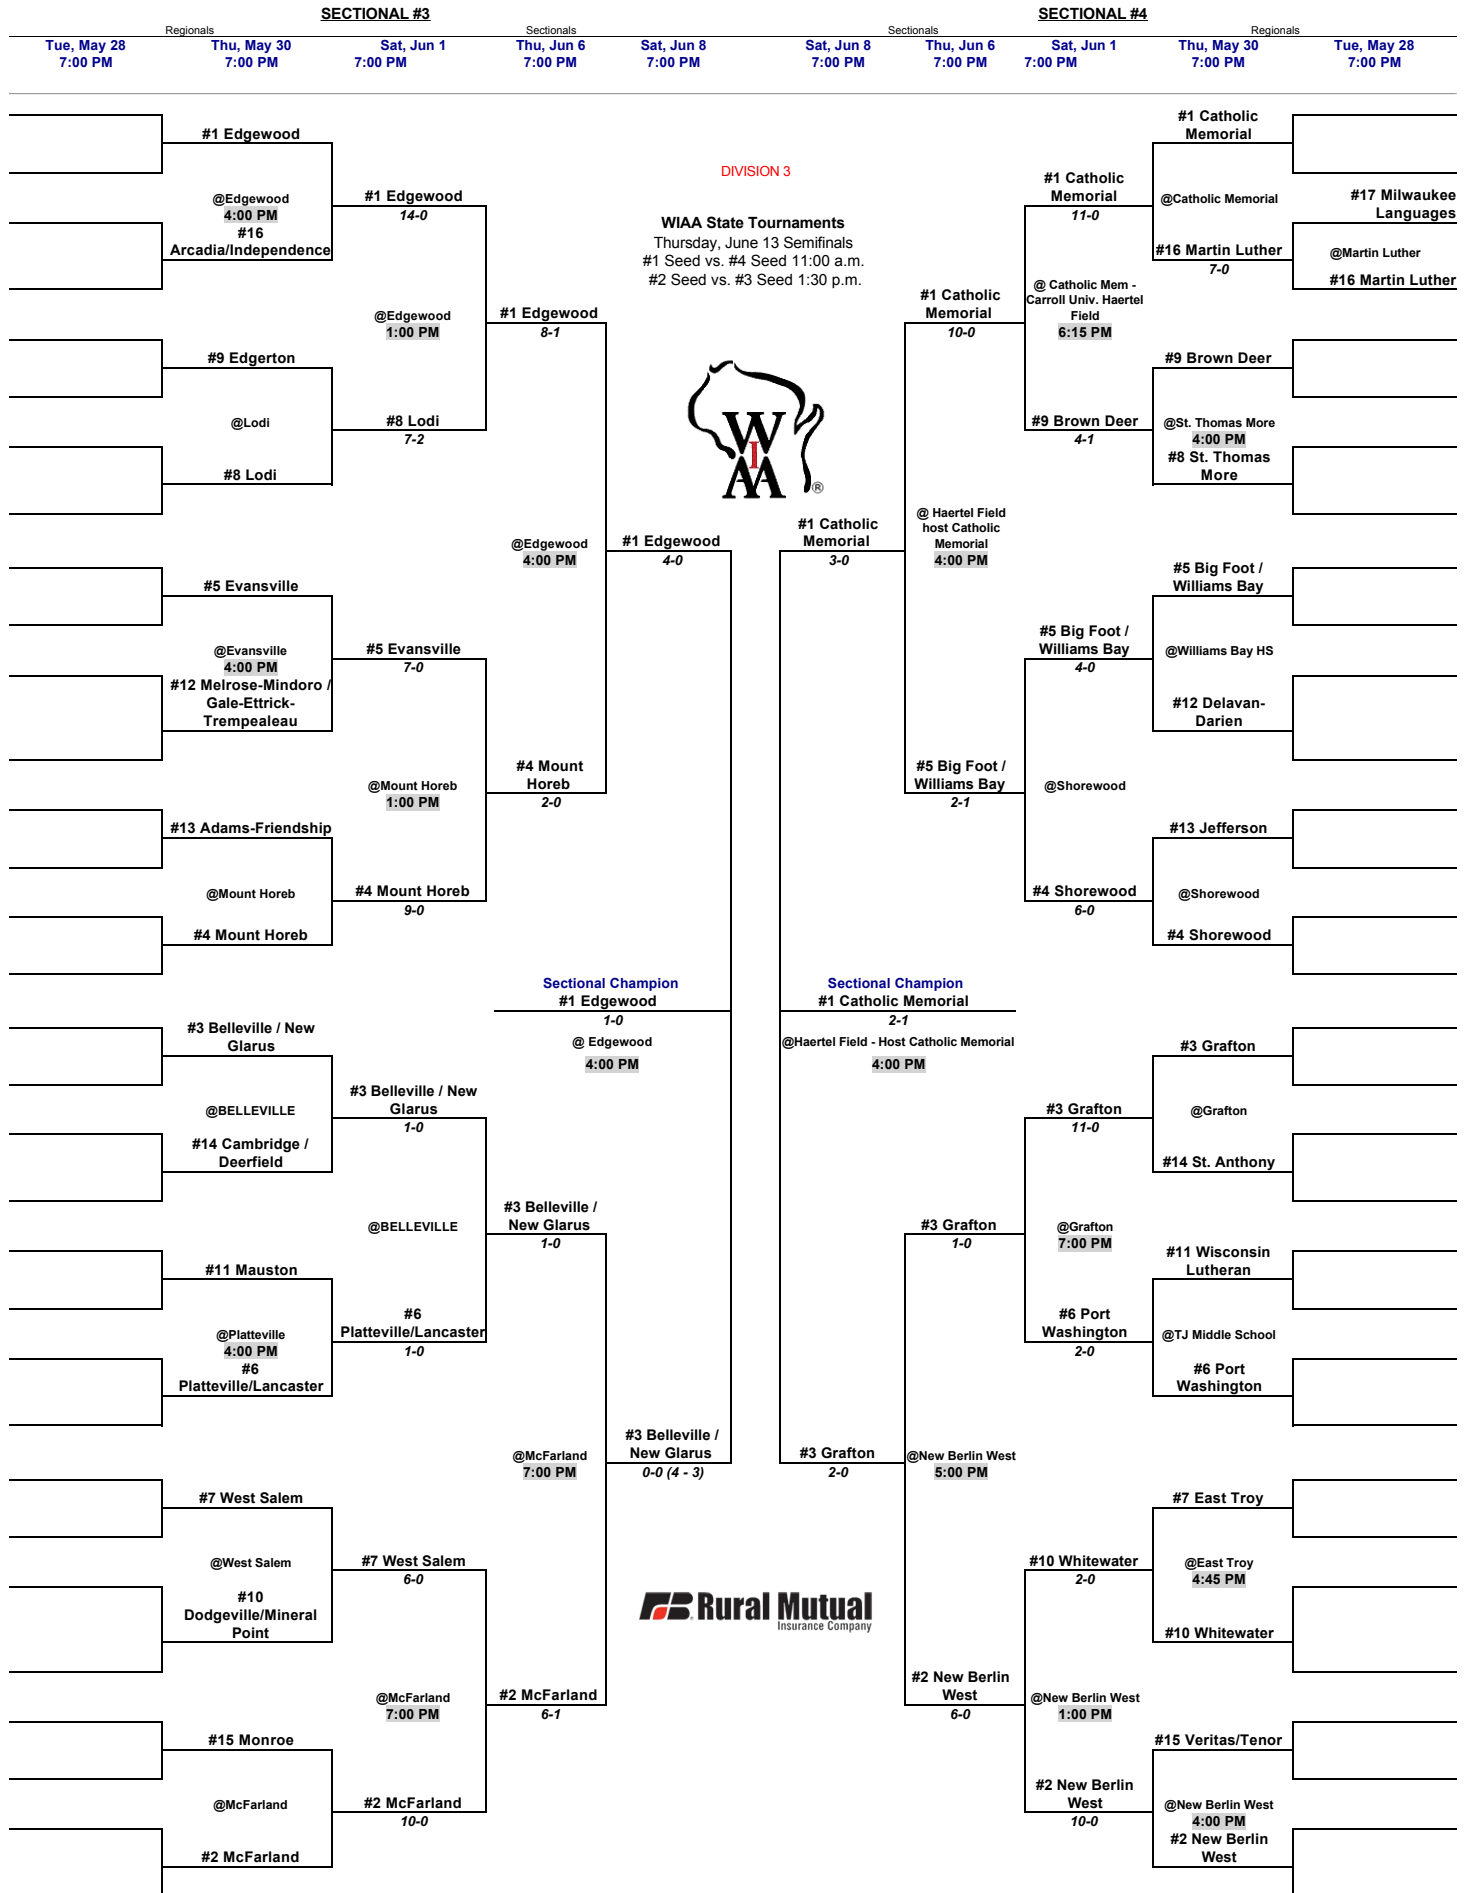 SECTIONAL #3
SECTIONAL #4
Regionals
Sectionals
Sectionals
Regionals
Tue, May 28
7:00 PM
Thu, May 30
7:00 PM
Sat, Jun 1
7:00 PM
Thu, Jun 6
7:00 PM
Sat, Jun 8
7:00 PM
Sat, Jun 8
7:00 PM
Thu, Jun 6
7:00 PM
Sat, Jun 1
7:00 PM
Thu, May 30
7:00 PM
Tue, May 28
7:00 PM
#1 Edgewood
@Edgewood
4:00 PM
#16
Arcadia/Independence
#9 Edgerton
@Lodi
#8 Lodi
#5 Evansville
@Evansville
4:00 PM
#12 Melrose-Mindoro /
Gale-Ettrick-
Trempealeau
#13 Adams-Friendship
@Mount Horeb
#4 Mount Horeb
#3 Belleville / New
Glarus
@BELLEVILLE
#14 Cambridge /
Deerfield
#11 Mauston
@Platteville
4:00 PM
#6
Platteville/Lancaster
#7 West Salem
@West Salem
#10
Dodgeville/Mineral
Point
#15 Monroe
@McFarland
#2 McFarland
#1 Edgewood
14-0
@Edgewood
1:00 PM
#8 Lodi
7-2
#5 Evansville
7-0
@Mount Horeb
1:00 PM
#4 Mount Horeb
9-0
#3 Belleville / New
Glarus
1-0
@BELLEVILLE
#6
Platteville/Lancaster
1-0
#7 West Salem
6-0
@McFarland
7:00 PM
#2 McFarland
10-0
#1 Edgewood
8-1
@Edgewood
4:00 PM
#4 Mount
Horeb
2-0
#3 Belleville /
New Glarus
1-0
@McFarland
7:00 PM
#2 McFarland
6-1
#1 Edgewood
4-0
#3 Belleville /
New Glarus
0-0 (4 - 3)
Sectional Champion
#1 Edgewood
1-0
@ Edgewood
4:00 PM
DIVISION 3
WIAA State Tournaments
Thursday, June 13 Semifinals
#1 Seed vs. #4 Seed 11:00 a.m.
#2 Seed vs. #3 Seed 1:30 p.m.
W
I
AA
®
Rural Mutual
Insurance Company
Sectional Champion
#1 Catholic Memorial
2-1
@Haertel Field - Host Catholic Memorial
4:00 PM
#1 Catholic
Memorial
3-0
#3 Grafton
2-0
#1 Catholic
Memorial
10-0
@ Haertel Field
host Catholic
Memorial
4:00 PM
#5 Big Foot /
Williams Bay
2-1
#3 Grafton
1-0
@New Berlin West
5:00 PM
#2 New Berlin
West
6-0
#1 Catholic
Memorial
11-0
@ Catholic Mem -
Carroll Univ. Haertel
Field
6:15 PM
#9 Brown Deer
4-1
#5 Big Foot /
Williams Bay
4-0
@Shorewood
#4 Shorewood
6-0
#3 Grafton
11-0
@Grafton
7:00 PM
#6 Port
Washington
2-0
#10 Whitewater
2-0
@New Berlin West
1:00 PM
#2 New Berlin
West
10-0
#1 Catholic
Memorial
@Catholic Memorial
#16 Martin Luther
7-0
#9 Brown Deer
@St. Thomas More
4:00 PM
#8 St. Thomas
More
#5 Big Foot /
Williams Bay
@Williams Bay HS
#12 Delavan-
Darien
#13 Jefferson
@Shorewood
#4 Shorewood
#3 Grafton
@Grafton
#14 St. Anthony
#11 Wisconsin
Lutheran
@TJ Middle School
#6 Port
Washington
#7 East Troy
@East Troy
4:45 PM
#10 Whitewater
#15 Veritas/Tenor
@New Berlin West
4:00 PM
#2 New Berlin
West
#17 Milwaukee
Languages
@Martin Luther
#16 Martin Luther